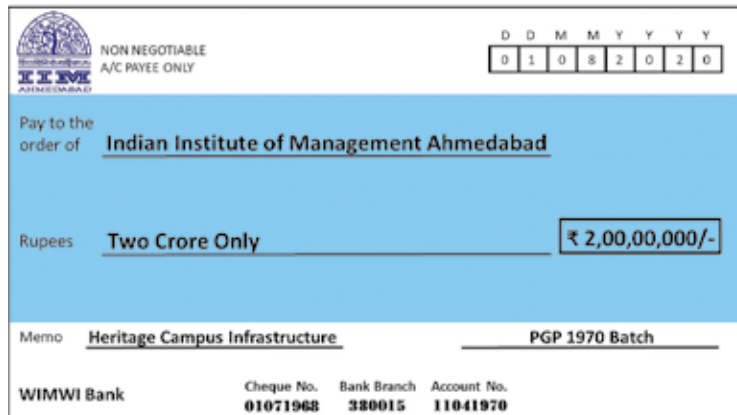 D D M M Y Y Y Y
NON NEGOTIABLE
A/C PAYEE ONLY
0 1 0 8 2 0 2 0
IIM
AHMEDABAD
Pay to the
order of Indian Institute of Management Ahmedabad
Rupees Two Crore Only ₹ 2,00,00,000/-
Memo Heritage Campus Infrastructure PGP 1970 Batch
Cheque No. Bank Branch Account No.
WIMWI Bank 01071968 380015 11041970